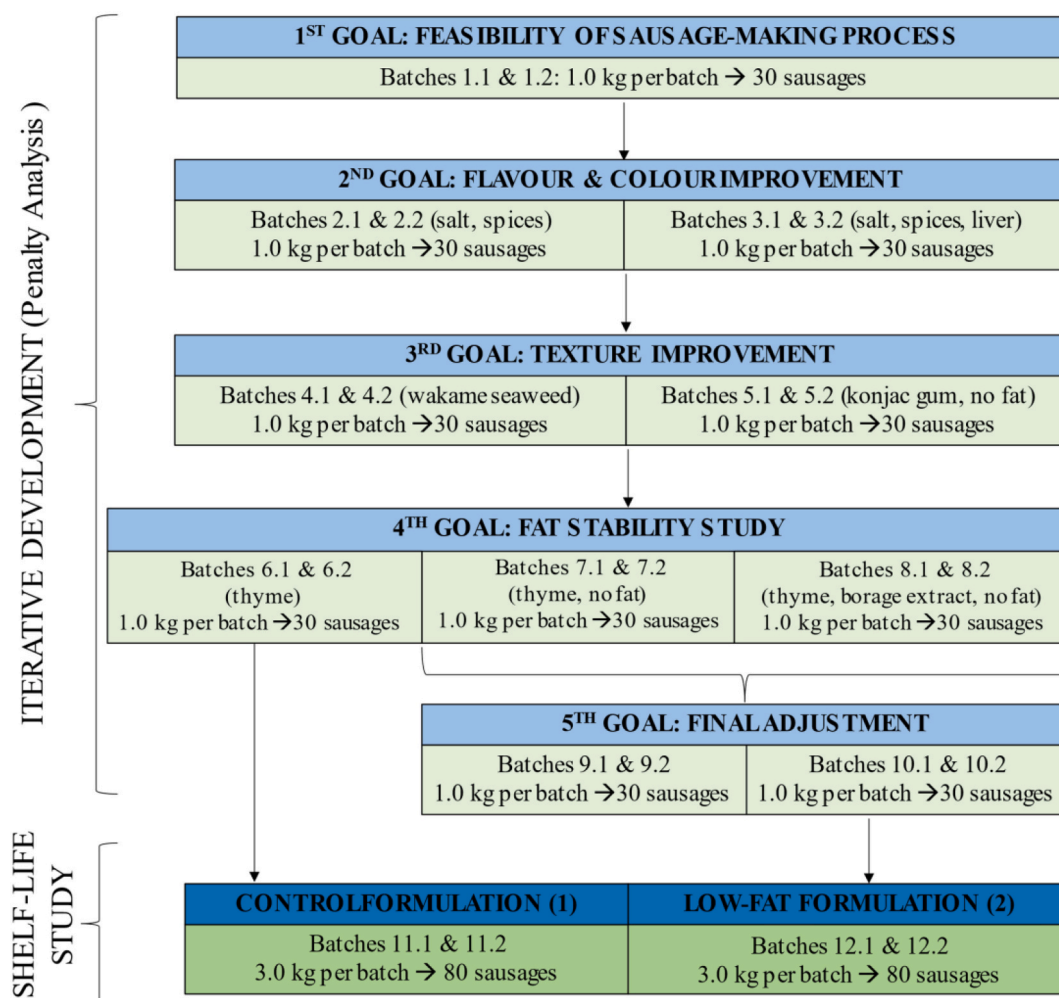 1ST GOAL: FEASIBILITY OF SAUSAGE-MAKING PROCESS
Batches 1.1 & 1.2: 1.0 kg per batch → 30 sausages
2ND GOAL: FLAVOUR & COLOUR IMPROVEMENT
Batches 2.1 & 2.2 (salt, spices)
1.0 kg per batch → 30 sausages
Batches 3.1 & 3.2 (salt, spices, liver)
1.0 kg per batch → 30 sausages
3RD GOAL: TEXTURE IMPROVEMENT
Batches 4.1 & 4.2 (wakame seaweed)
1.0 kg per batch → 30 sausages
Batches 5.1 & 5.2 (konjac gum, no fat)
1.0 kg per batch → 30 sausages
4TH GOAL: FAT STABILITY STUDY
Batches 6.1 & 6.2
(thyme)
1.0 kg per batch → 30 sausages
Batches 7.1 & 7.2
(thyme, no fat)
1.0 kg per batch → 30 sausages
Batches 8.1 & 8.2
(thyme, borage extract, no fat)
1.0 kg per batch → 30 sausages
5TH GOAL: FINAL ADJUSTMENT
Batches 9.1 & 9.2
1.0 kg per batch → 30 sausages
Batches 10.1 & 10.2
1.0 kg per batch → 30 sausages
ITERATIVE DEVELOPMENT (Penalty Analysis )
SHELF-LIFE
STUDY
CONTROL FORMULATION (1)
Batches 11.1 & 11.2
3.0 kg per batch → 80 sausages
LOW-FAT FORMULATION (2)
Batches 12.1 & 12.2
3.0 kg per batch → 80 sausages